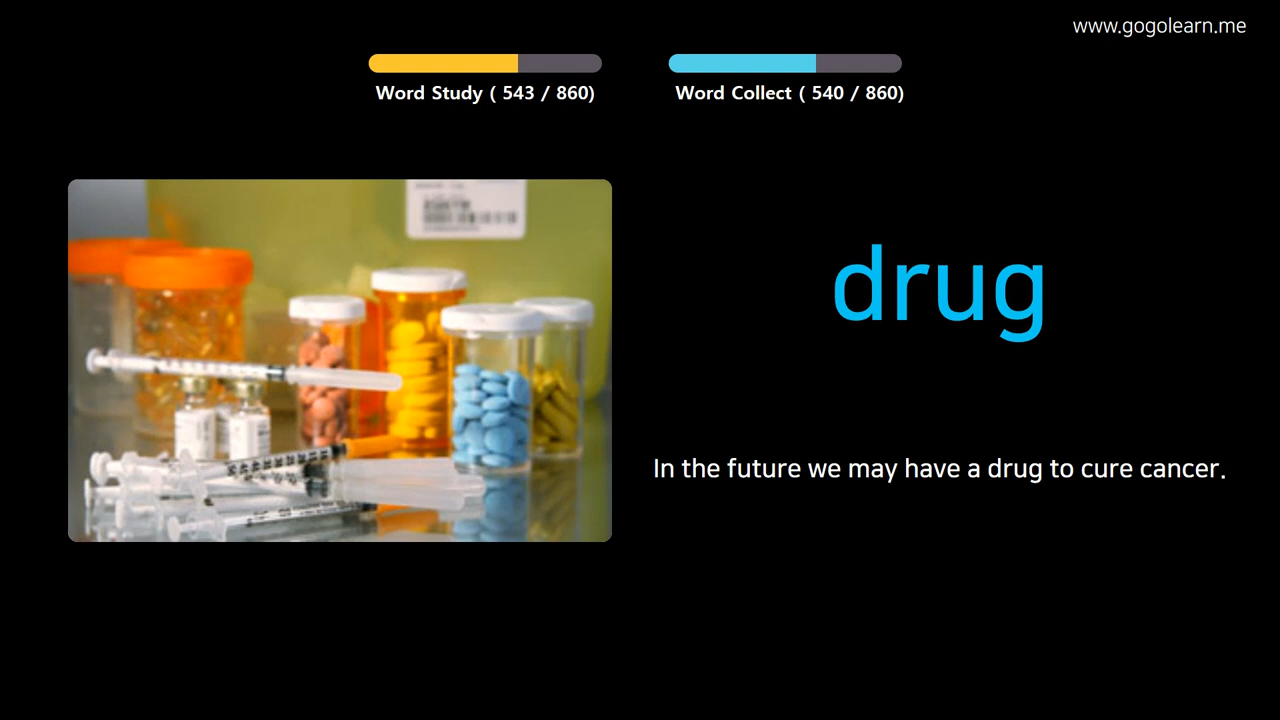 www.gogolearn.me
Word Study ( 543 / 860)
Word Collect ( 540 / 860)
drug
In the future we may have a drug to cure cancer.